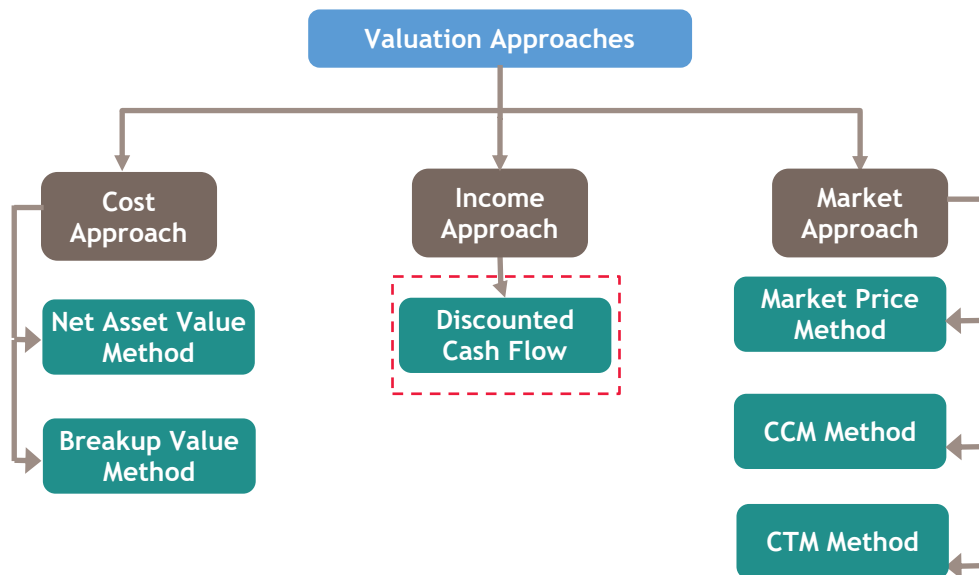 Valuation Approaches
Cost
Approach
Income
Approach
Market
Approach
Net Asset Value
Method
Breakup Value
Method
Discounted
Cash Flow
Market Price
Method
CCM Method
CTM Method